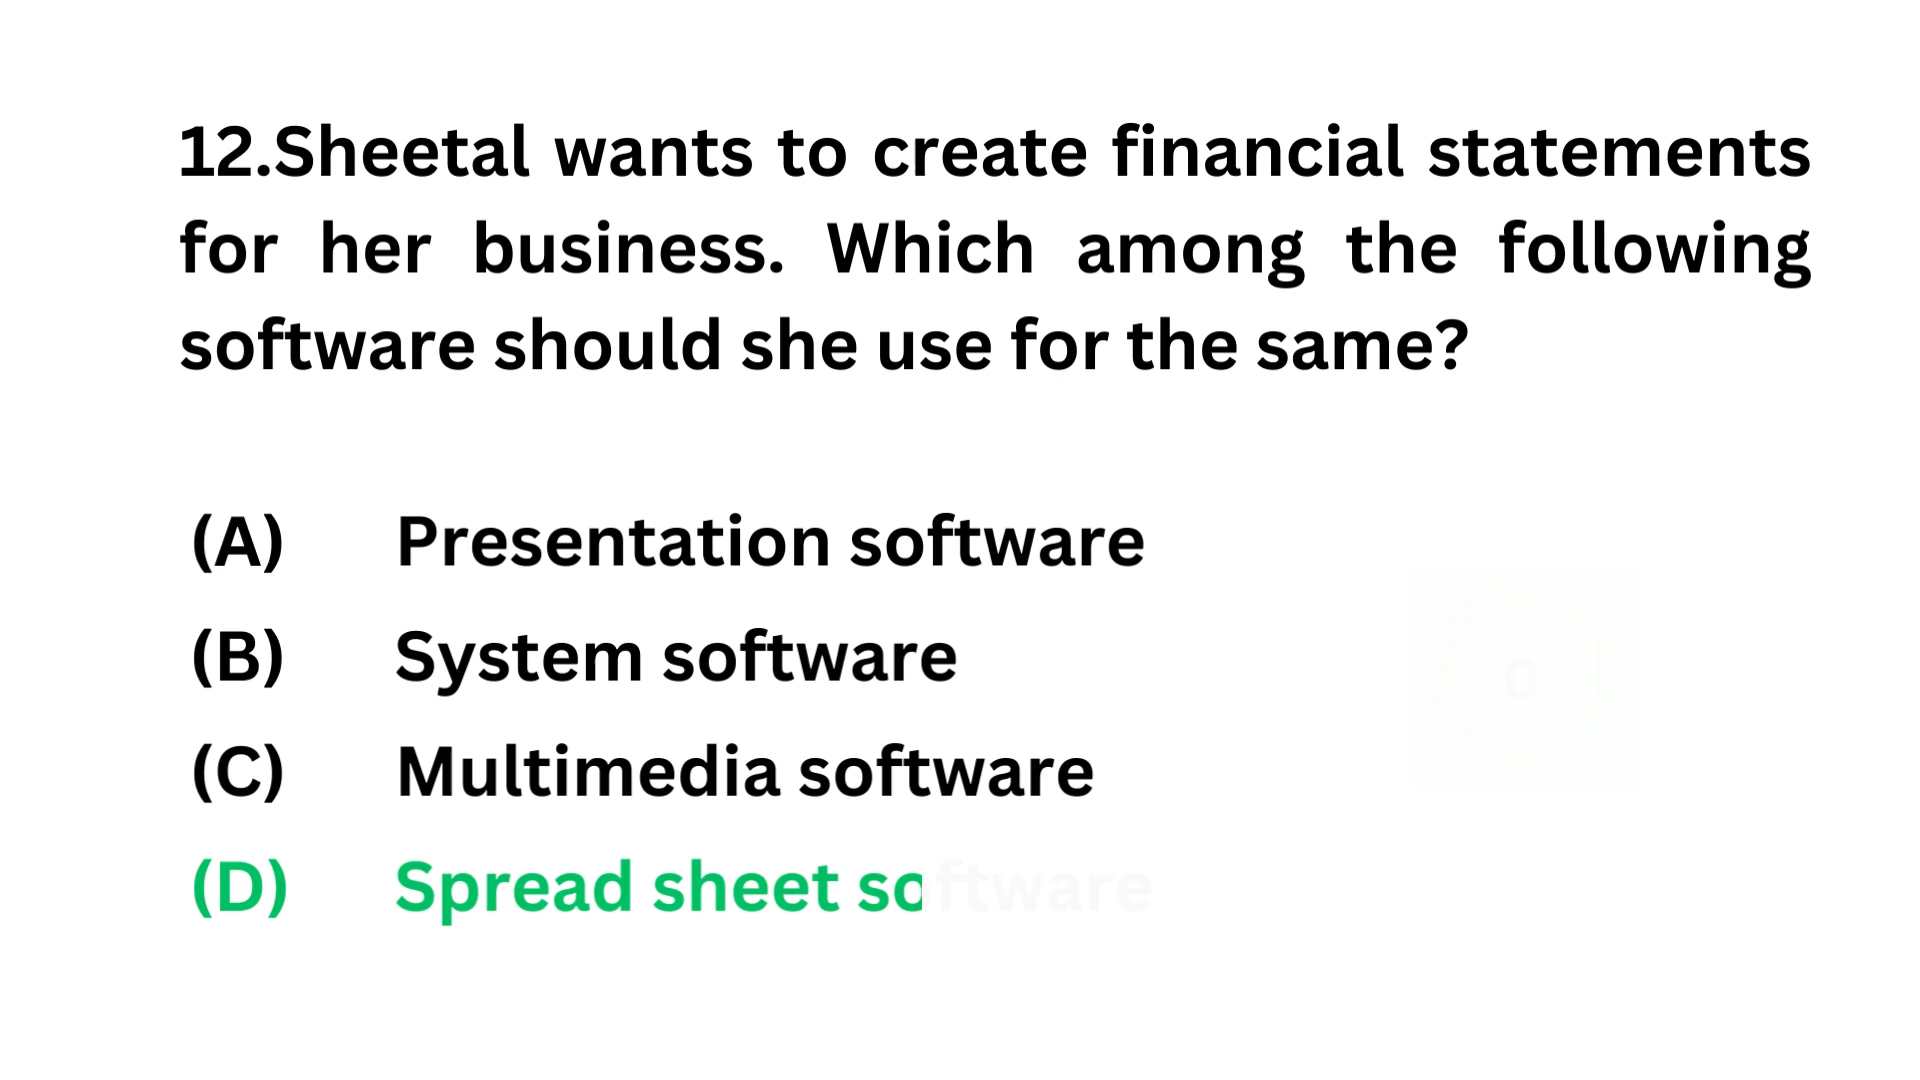 12.Sheetal wants to create financial statements
for her business. Which among the following
software should she use for the same?
(A) Presentation software
(B) System software
(C) Multimedia software
(D) Spread sheet software
0